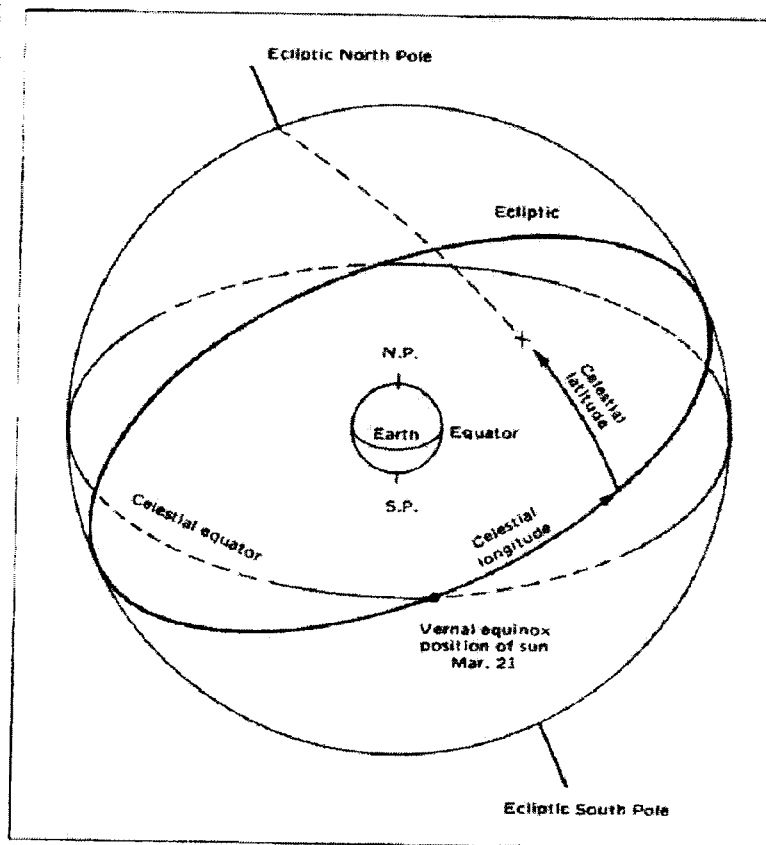 Ecliptic North Pole
Ecliptic
N.P.
Celestial
latitude
Earth
Equator
S.P.
Celestial equator
Celestial
longitude
Vernal equinox
position of sun
Mar. 21
Ecliptic South Pole